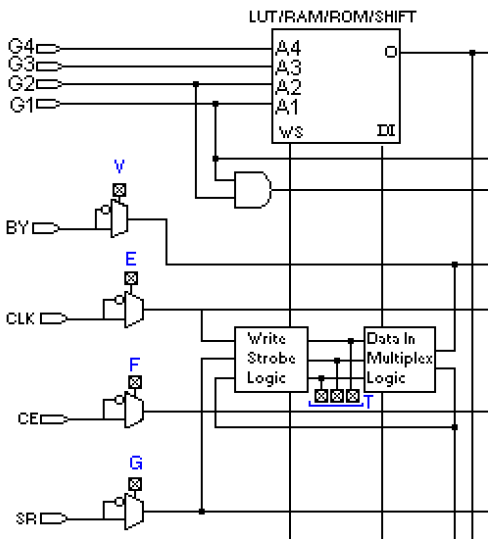 LUT/RAM/ROM/SHIFT
G4 A4 O
G3 A3
G2 A2
G1 A1
WS DI
V
BY
E
CLK
Write Data In
Strobe Multiplex
Logic Logic
F T
CE
G
SR